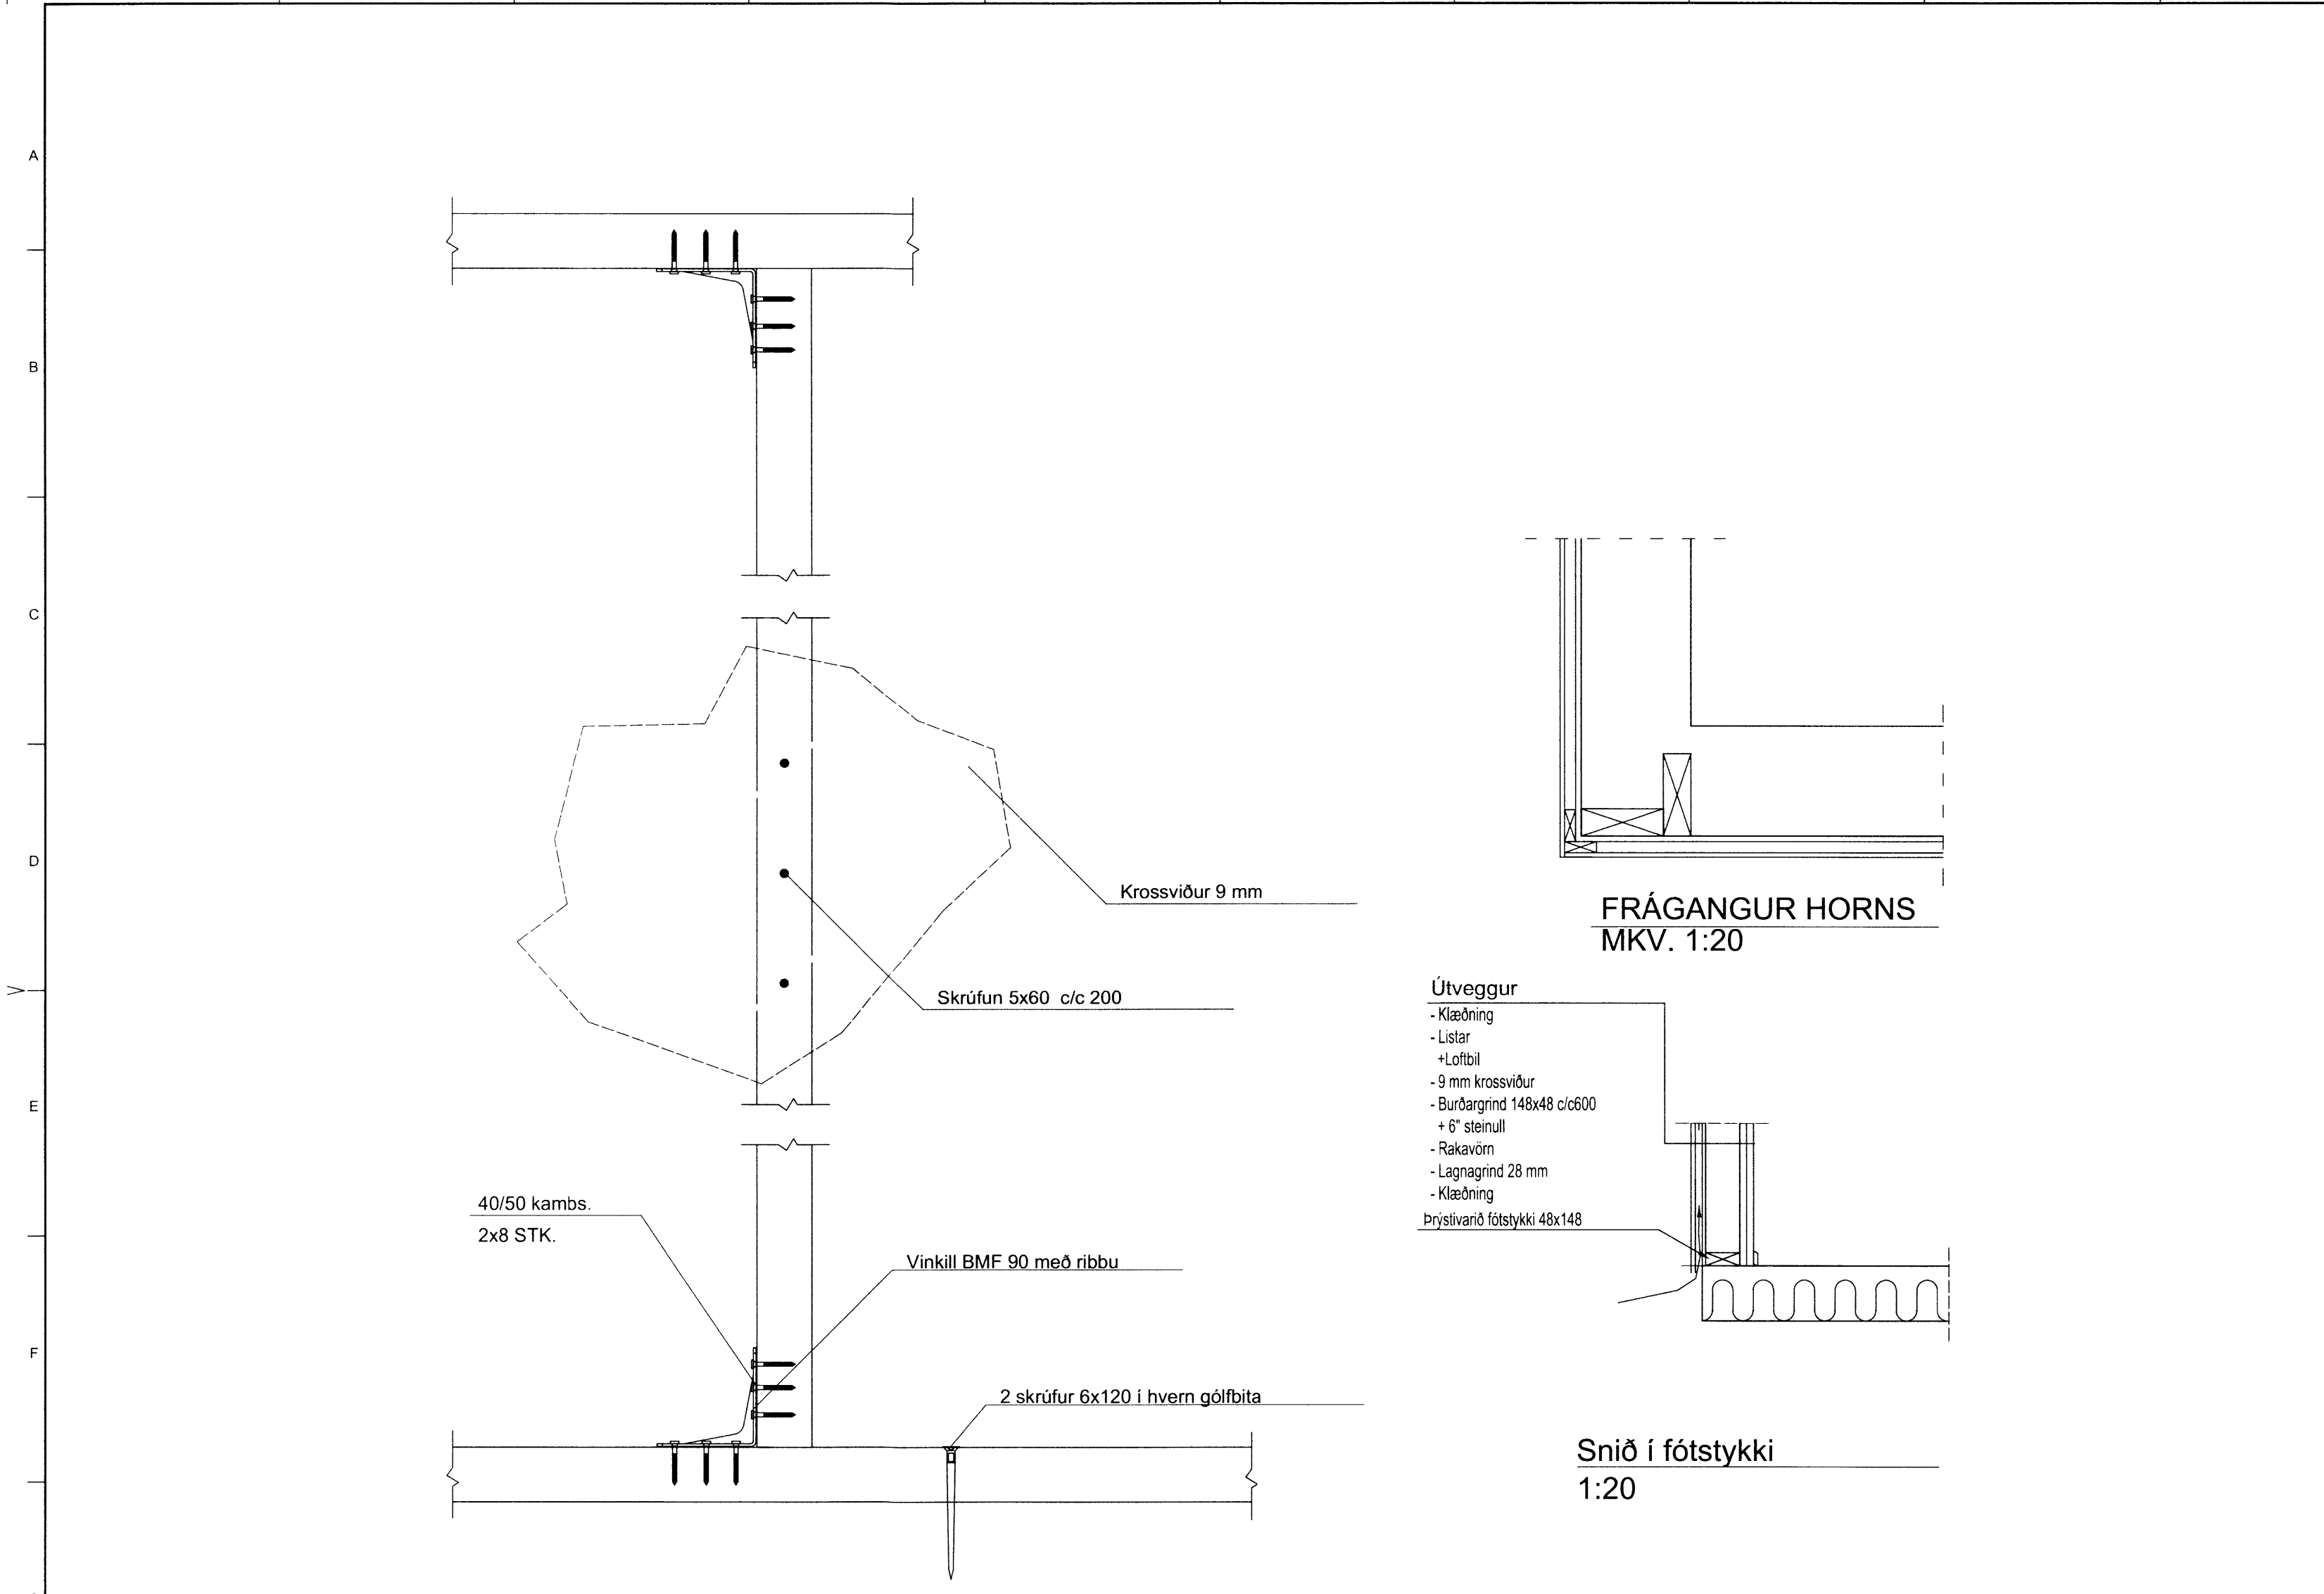 A
B
C
D
E
F
Krossviður 9 mm
Skrúfun 5x60 c/c 200
40/50 kambs.
2x8 STK.
Vinkill BMF 90 með ribbu
2 skrúfur 6x120 í hvern gólfbita
FRÁGANGUR HORNS
MKV. 1:20
Útveggur
- Klæðning
- Listar
+Loftbil
- 9 mm krossviður
- Burðargrind 148x48 c/c600
+ 6" steinull
- Rakavörn
- Lagnagrind 28 mm
- Klæðning
Þrýstivarið fótstykki 48x148
Snið í fótstykki
1:20